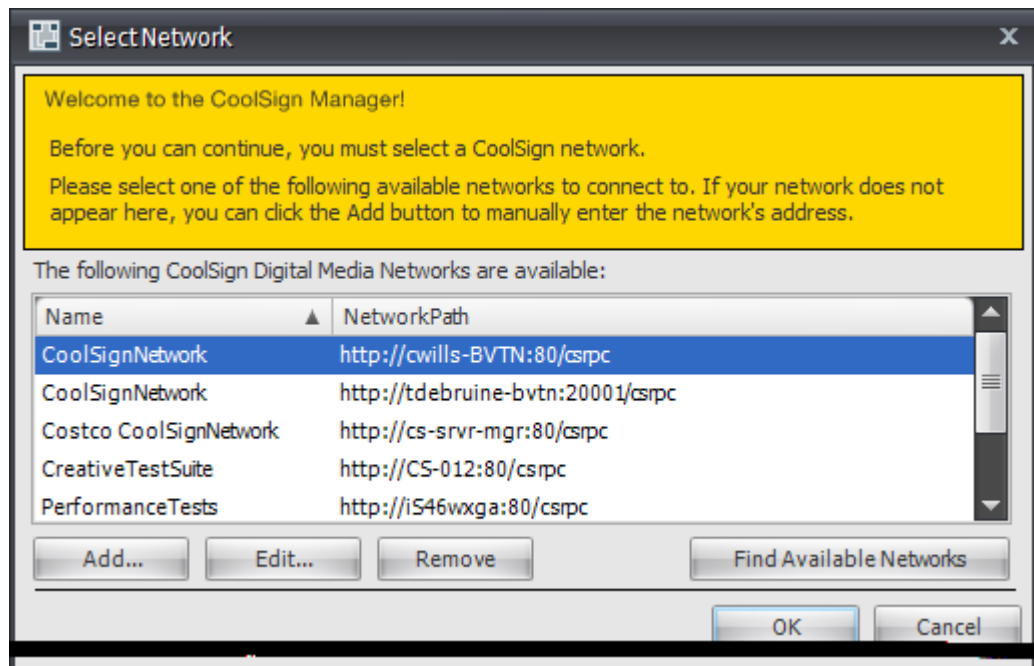 Select Network
Welcome to the CoolSign Manager!
Before you can continue, you must select a CoolSign network.
Please select one of the following available networks to connect to. If your network does not
appear here, you can click the Add button to manually enter the network's address.
The following CoolSign Digital Media Networks are available:
Name NetworkPath
CoolSignNetwork http://cwills-BVTN:80/csrpc
CoolSignNetwork http://tdebruine-bvtn:20001/csrpc
Costco CoolSignNetwork http://cs-srvr-mgr:80/csrpc
CreativeTestSuite http://CS-012:80/csrpc
PerformanceTests http://iS46wxga:80/csrpc
Add... Edit... Remove Find Available Networks
OK Cancel